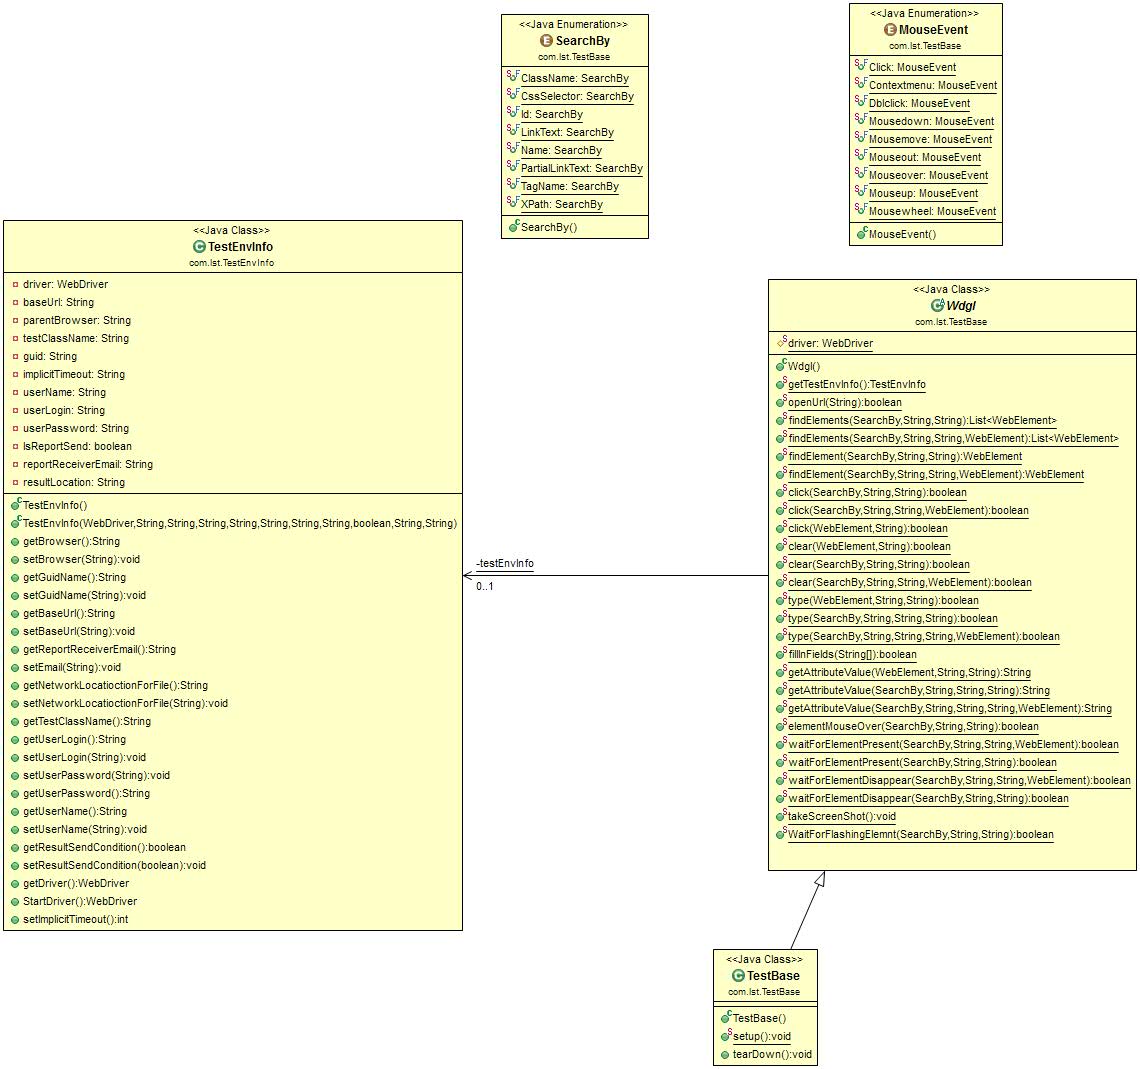 <<Java Enumeration>>
SearchBy
com.lst.TestBase
ClassName: SearchBy
CssSelector: SearchBy
Id: SearchBy
LinkText: SearchBy
Name: SearchBy
PartialLinkText: SearchBy
TagName: SearchBy
XPath: SearchBy
SearchBy()
<<Java Enumeration>>
MouseEvent
com.lst.TestBase
Click: MouseEvent
Contextmenu: MouseEvent
Dblclick: MouseEvent
Mousedown: MouseEvent
Mousemove: MouseEvent
Mouseout: MouseEvent
Mouseover: MouseEvent
Mouseup: MouseEvent
Mousewheel: MouseEvent
MouseEvent()
<<Java Class>>
TestEnvInfo
com.lst.TestEnvInfo
driver: WebDriver
baseUrl: String
parentBrowser: String
testClassName: String
guid: String
implicitTimeout: String
userName: String
userLogin: String
userPassword: String
IsReportSend: boolean
reportReceiverEmail: String
resultLocation: String
TestEnvInfo()
TestEnvInfo(WebDriver,String,String,String,String,String,String,String,boolean,String,String)
getBrowser():String
setBrowser(String):void
getGuidName():String
setGuidName(String):void
getBaseUrl():String
setBaseUrl(String):void
getReportReceiverEmail():String
setEmail(String):void
getNetworkLocatioctionForFile():String
setNetworkLocatioctionForFile(String):void
getTestClassName():String
getUserLogin():String
setUserLogin(String):void
setUserPassword(String):void
getUserPassword():String
getUserName():String
setUserName(String):void
getResultSendCondition():boolean
setResultSendCondition(boolean):void
getDriver():WebDriver
StartDriver():WebDriver
setImplicitTimeout():int
-testEnvInfo
0..1
<<Java Class>>
Wdgl
com.lst.TestBase
driver: WebDriver
Wdgl()
getTestEnvInfo():TestEnvInfo
openUrl(String):boolean
findElements(SearchBy,String,String):List<WebElement>
findElements(SearchBy,String,String,WebElement):List<WebElement>
findElement(SearchBy,String,String):WebElement
findElement(SearchBy,String,String,WebElement):WebElement
click(SearchBy,String,String):boolean
click(SearchBy,String,String,WebElement):boolean
click(WebElement,String):boolean
clear(WebElement,String):boolean
clear(SearchBy,String,String):boolean
clear(SearchBy,String,String,WebElement):boolean
type(WebElement,String,String):boolean
type(SearchBy,String,String,String):boolean
type(SearchBy,String,String,String,WebElement):boolean
fillInFields(String[]):boolean
getAttributeValue(WebElement,String,String):String
getAttributeValue(SearchBy,String,String,String):String
getAttributeValue(SearchBy,String,String,String,WebElement):String
elementMouseOver(SearchBy,String,String):boolean
waitForElementPresent(SearchBy,String,String,WebElement):boolean
waitForElementPresent(SearchBy,String,String):boolean
waitForElementDisappear(SearchBy,String,String,WebElement):boolean
waitForElementDisappear(SearchBy,String,String):boolean
takeScreenShot():void
WaitForFlashingElemnt(SearchBy,String,String):boolean
<<Java Class>>
TestBase
com.lst.TestBase
TestBase()
setup():void
tearDown():void